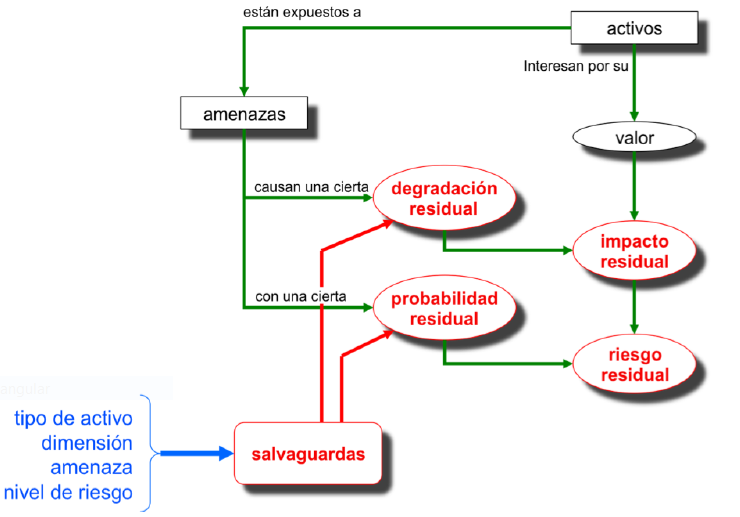 están expuestos a
activos
Interesan por su
amenazas
valor
causan una cierta
degradación
residual
impacto
residual
con una cierta
probabilidad
residual
riesgo
residual
tipo de activo
dimensión
amenaza
nivel de riesgo
salvaguardas